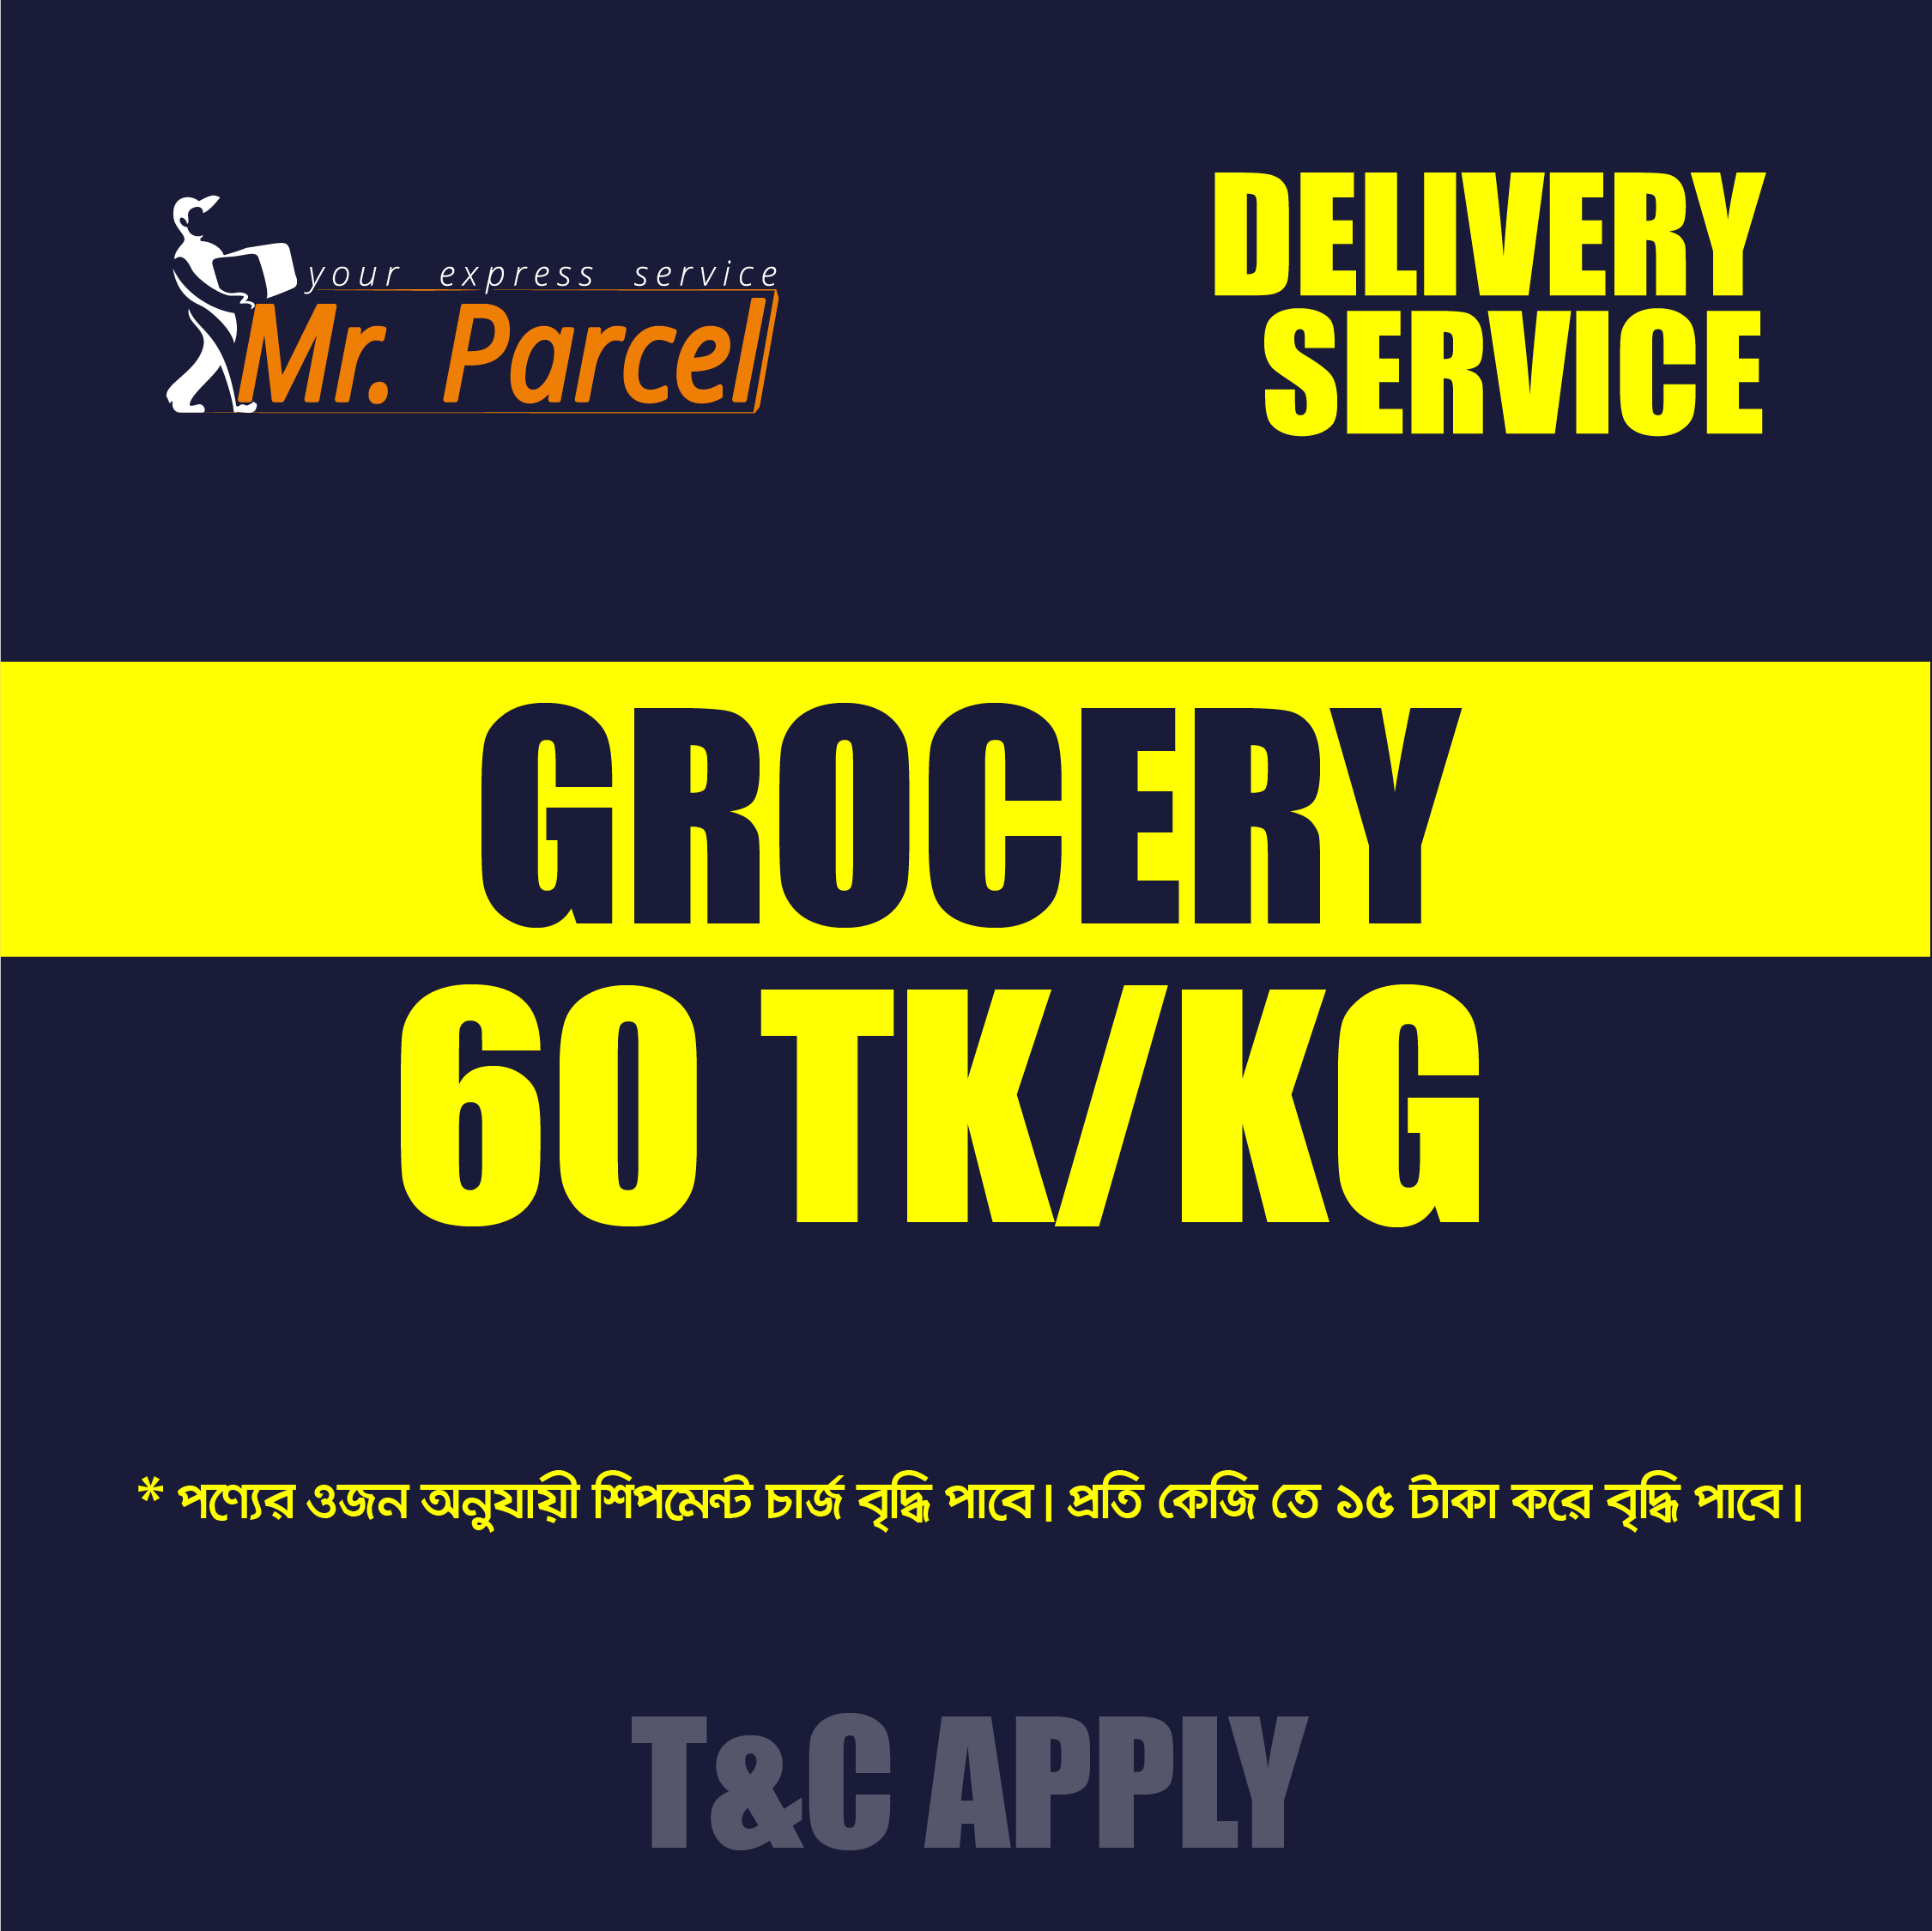 your express service
Mr. Parcel
DELIVERY
SERVICE
GROCERY
60 TK/KG
* পণ্যের ওজন অনুযায়ী শিপমেন্ট চার্জ বৃদ্ধি পাবে। প্রতি কেজি তে ১৫ টাকা করে বৃদ্ধি পাবে।
T&C APPLY